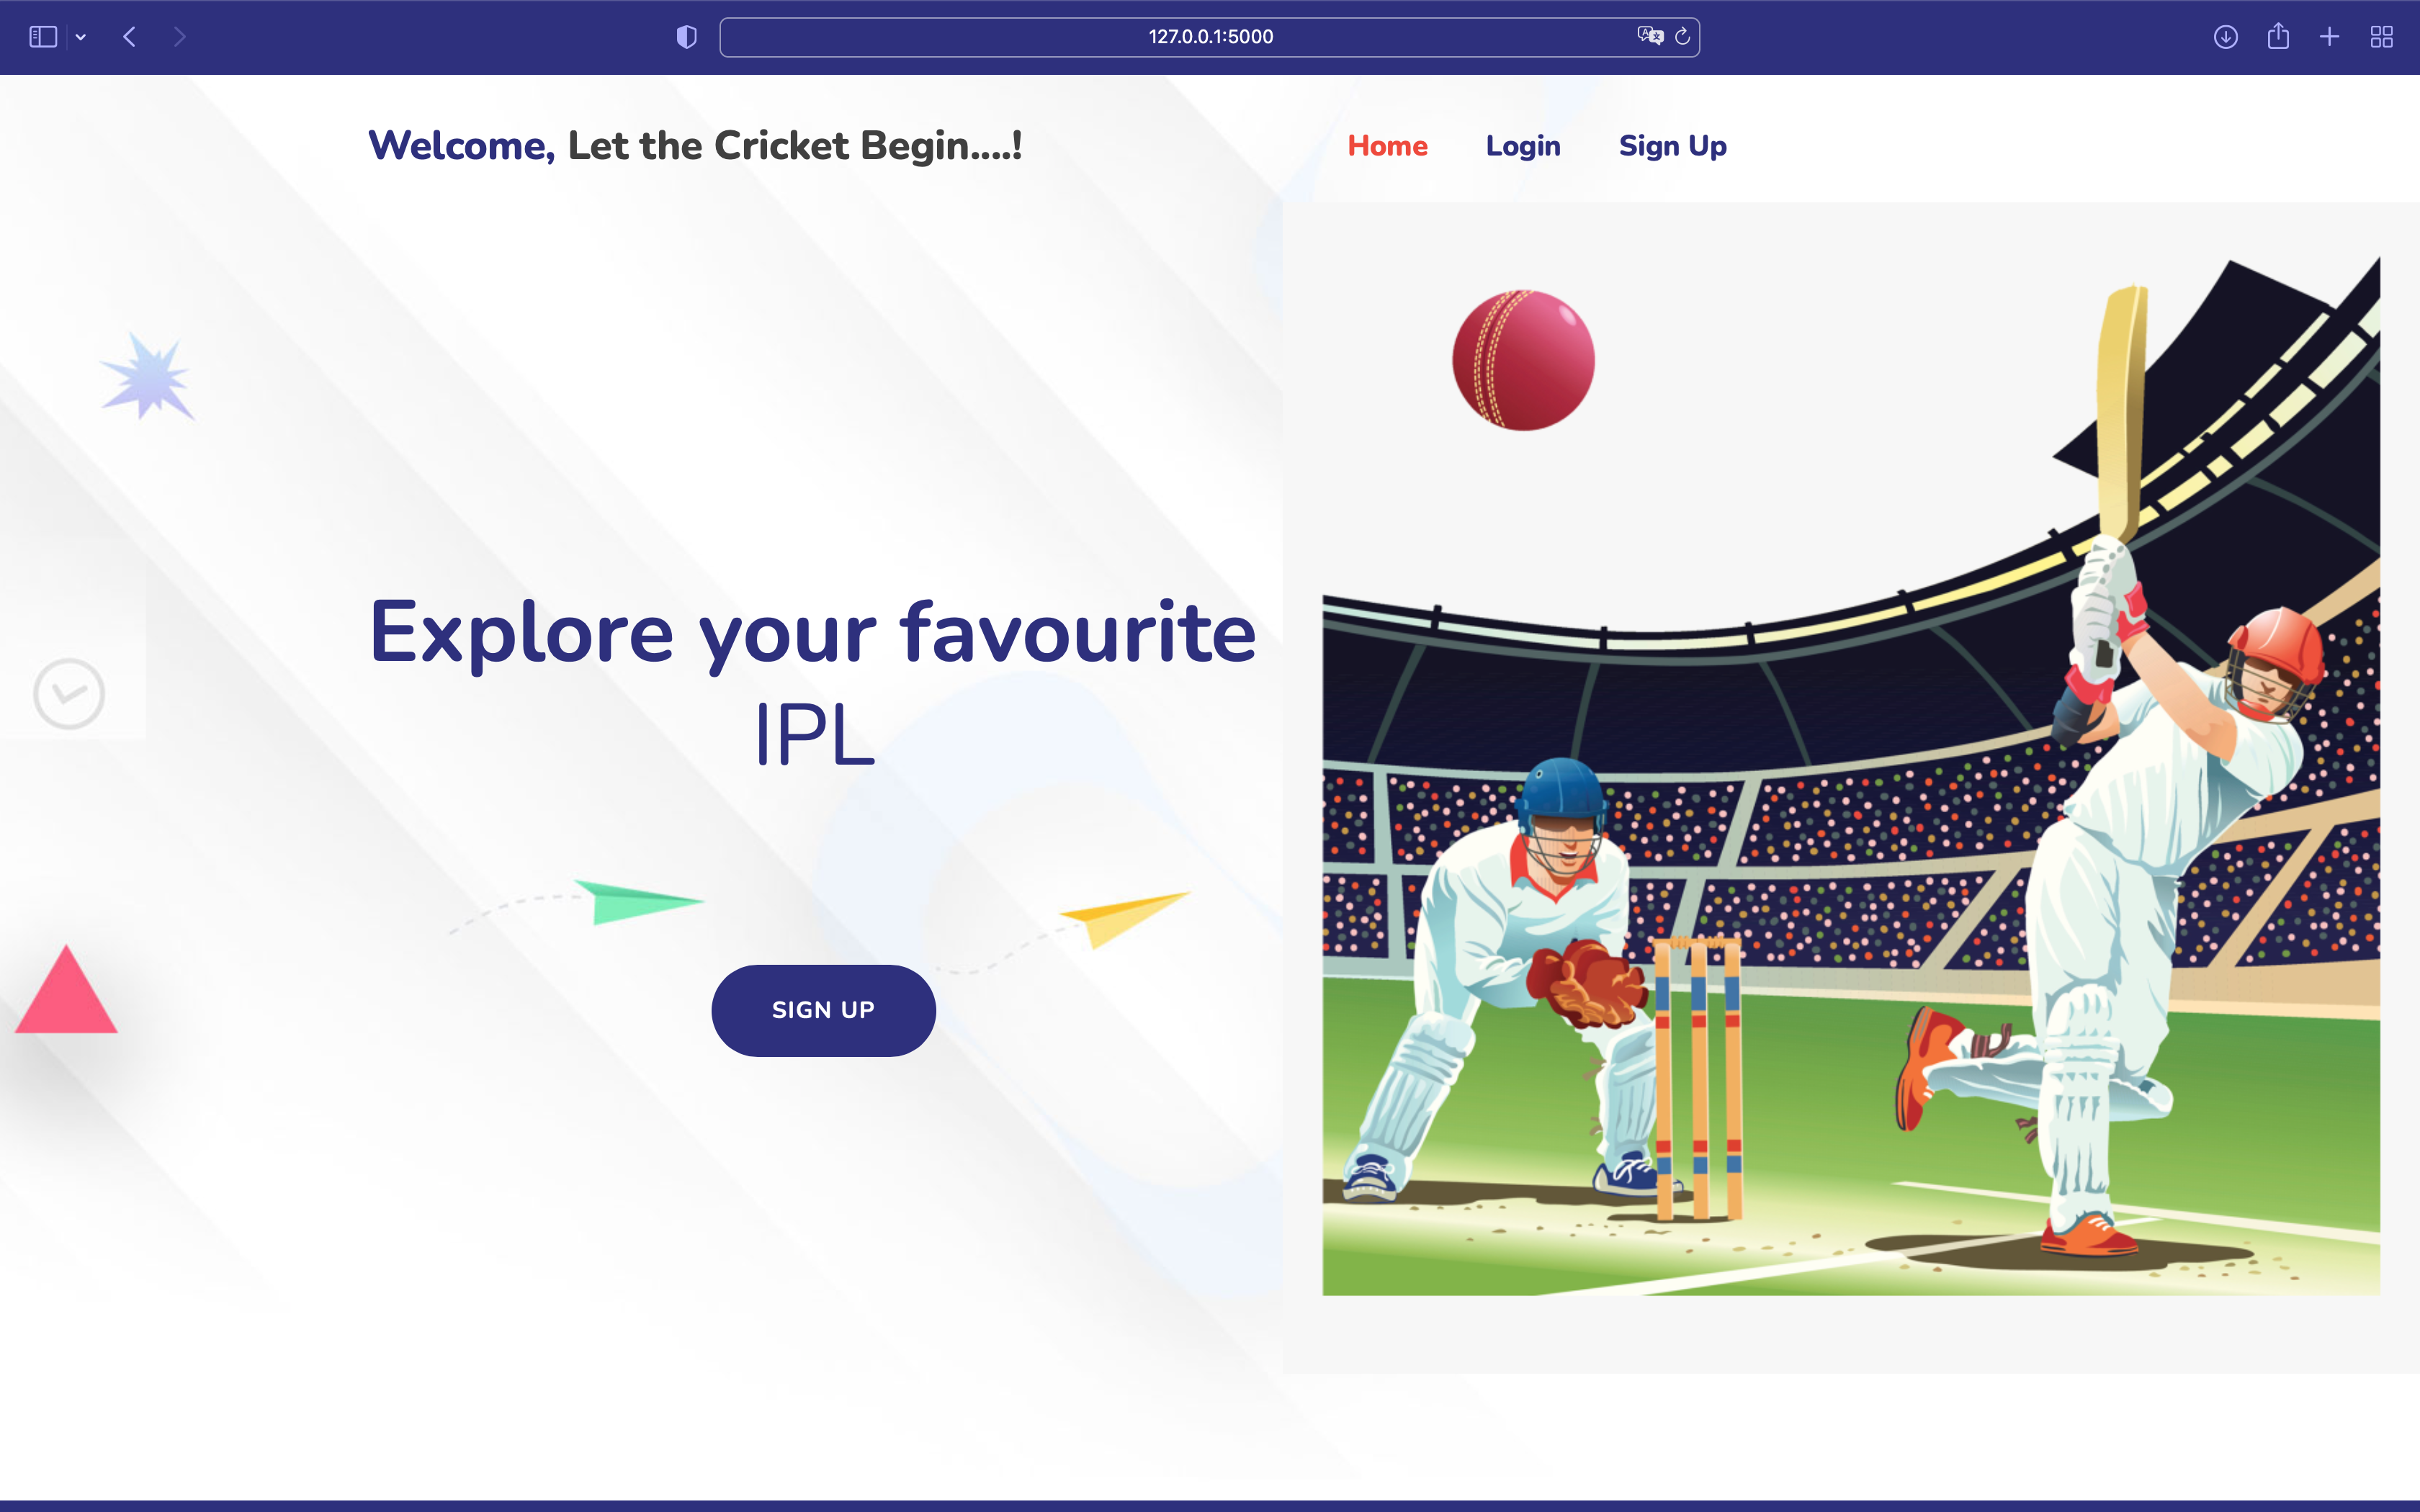 127.0.0.1:5000
Welcome, Let the Cricket Begin....!
Home Login Sign Up
Explore your favourite
IPL
SIGN UP